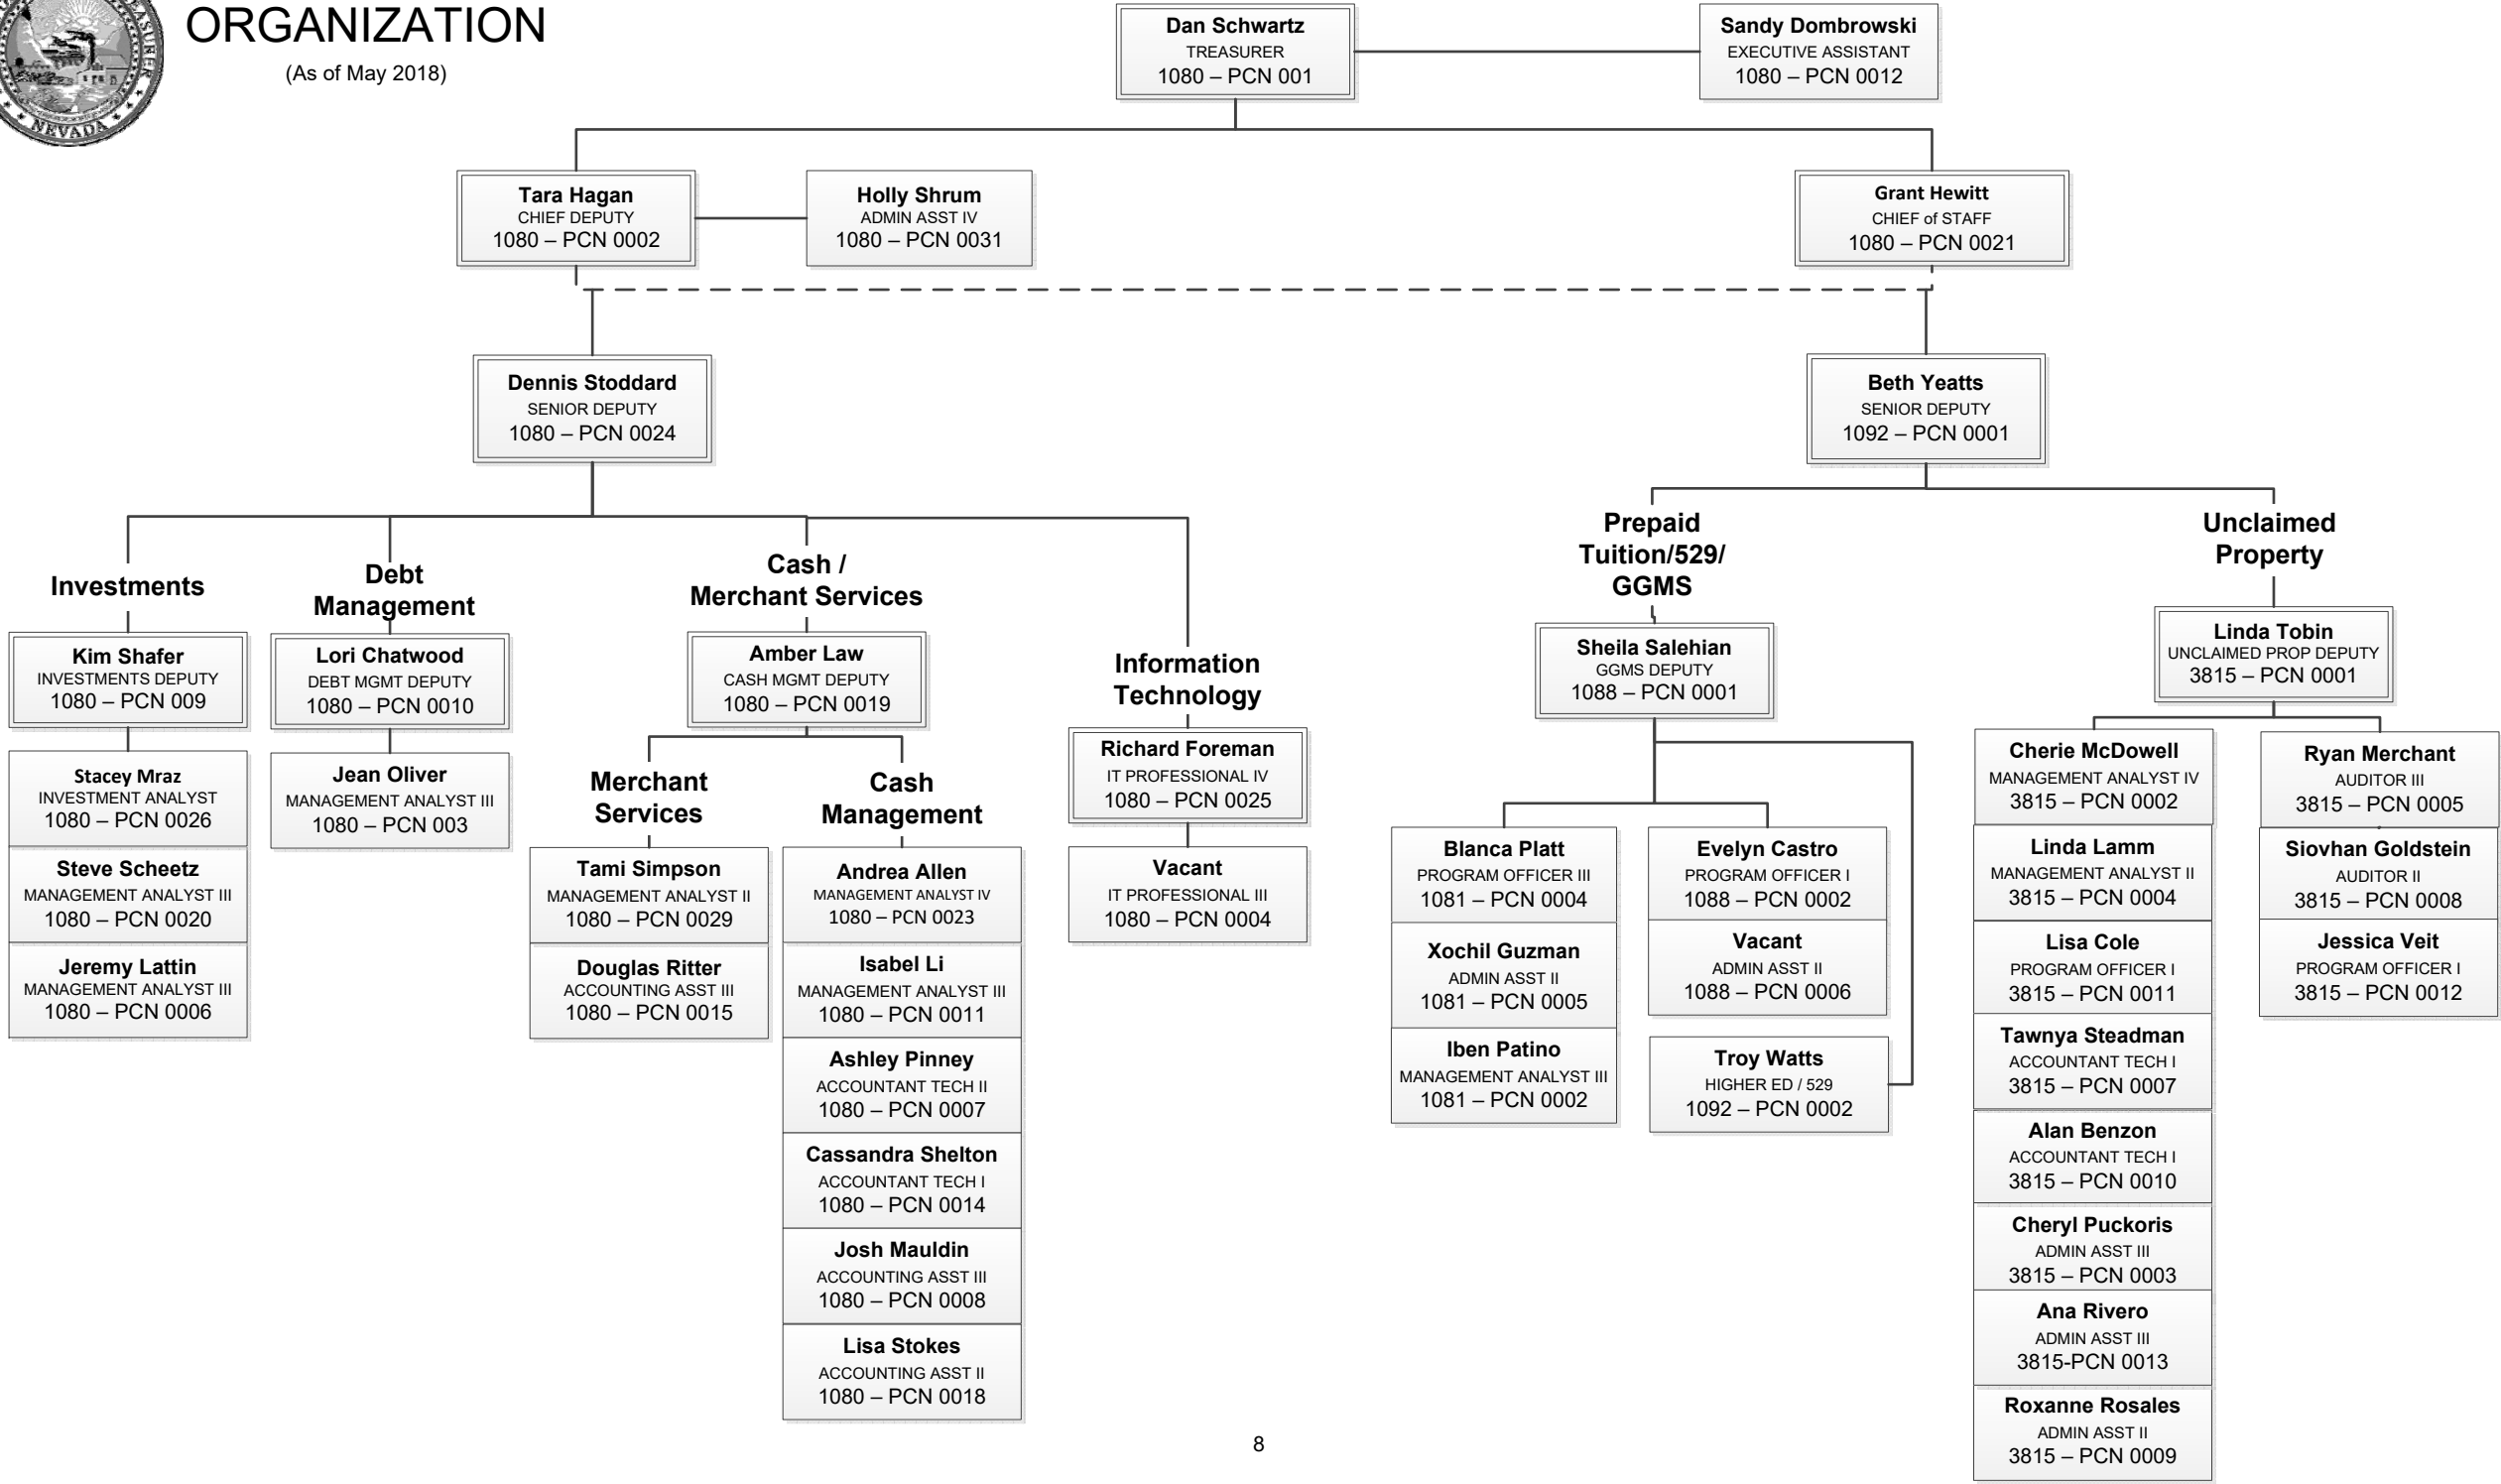 ORGANIZATION
(As of May 2018)
NEVADA
Dan Schwartz
TREASURER
1080 – PCN 001
Sandy Dombrowski
EXECUTIVE ASSISTANT
1080 – PCN 0012
Tara Hagan
CHIEF DEPUTY
1080 – PCN 0002
Holly Shrum
ADMIN ASST IV
1080 – PCN 0031
Grant Hewitt
CHIEF of STAFF
1080 – PCN 0021
Dennis Stoddard
SENIOR DEPUTY
1080 – PCN 0024
Beth Yeatts
SENIOR DEPUTY
1092 – PCN 0001
Investments
Kim Shafer
INVESTMENTS DEPUTY
1080 – PCN 009
Stacey Mraz
INVESTMENT ANALYST
1080 – PCN 0026
Steve Scheetz
MANAGEMENT ANALYST III
1080 – PCN 0020
Jeremy Lattin
MANAGEMENT ANALYST III
1080 – PCN 0006
Debt
Management
Lori Chatwood
DEBT MGMT DEPUTY
1080 – PCN 0010
Jean Oliver
MANAGEMENT ANALYST III
1080 – PCN 003
Cash /
Merchant Services
Amber Law
CASH MGMT DEPUTY
1080 – PCN 0019
Merchant
Services
Tami Simpson
MANAGEMENT ANALYST II
1080 – PCN 0029
Douglas Ritter
ACCOUNTING ASST III
1080 – PCN 0015
Cash
Management
Andrea Allen
MANAGEMENT ANALYST IV
1080 – PCN 0023
Isabel Li
MANAGEMENT ANALYST III
1080 – PCN 0011
Ashley Pinney
ACCOUNTANT TECH II
1080 – PCN 0007
Cassandra Shelton
ACCOUNTANT TECH I
1080 – PCN 0014
Josh Mauldin
ACCOUNTING ASST III
1080 – PCN 0008
Lisa Stokes
ACCOUNTING ASST II
1080 – PCN 0018
Information
Technology
Richard Foreman
IT PROFESSIONAL IV
1080 – PCN 0025
Vacant
IT PROFESSIONAL III
1080 – PCN 0004
Prepaid
Tuition/529/
GGMS
Sheila Salehian
GGMS DEPUTY
1088 – PCN 0001
Blanca Platt
PROGRAM OFFICER III
1081 – PCN 0004
Xochil Guzman
ADMIN ASST II
1081 – PCN 0005
Iben Patino
MANAGEMENT ANALYST III
1081 – PCN 0002
Evelyn Castro
PROGRAM OFFICER I
1088 – PCN 0002
Vacant
ADMIN ASST II
1088 – PCN 0006
Troy Watts
HIGHER ED / 529
1092 – PCN 0002
Unclaimed
Property
Linda Tobin
UNCLAIMED PROP DEPUTY
3815 – PCN 0001
Cherie McDowell
MANAGEMENT ANALYST IV
3815 – PCN 0002
Linda Lamm
MANAGEMENT ANALYST II
3815 – PCN 0004
Lisa Cole
PROGRAM OFFICER I
3815 – PCN 0011
Tawnya Steadman
ACCOUNTANT TECH I
3815 – PCN 0007
Alan Benzon
ACCOUNTANT TECH I
3815 – PCN 0010
Cheryl Puckoris
ADMIN ASST III
3815 – PCN 0003
Ana Rivero
ADMIN ASST III
3815-PCN 0013
Roxanne Rosales
ADMIN ASST II
3815 – PCN 0009
Ryan Merchant
AUDITOR III
3815 – PCN 0005
Siovhan Goldstein
AUDITOR II
3815 – PCN 0008
Jessica Veit
PROGRAM OFFICER I
3815 – PCN 0012
8